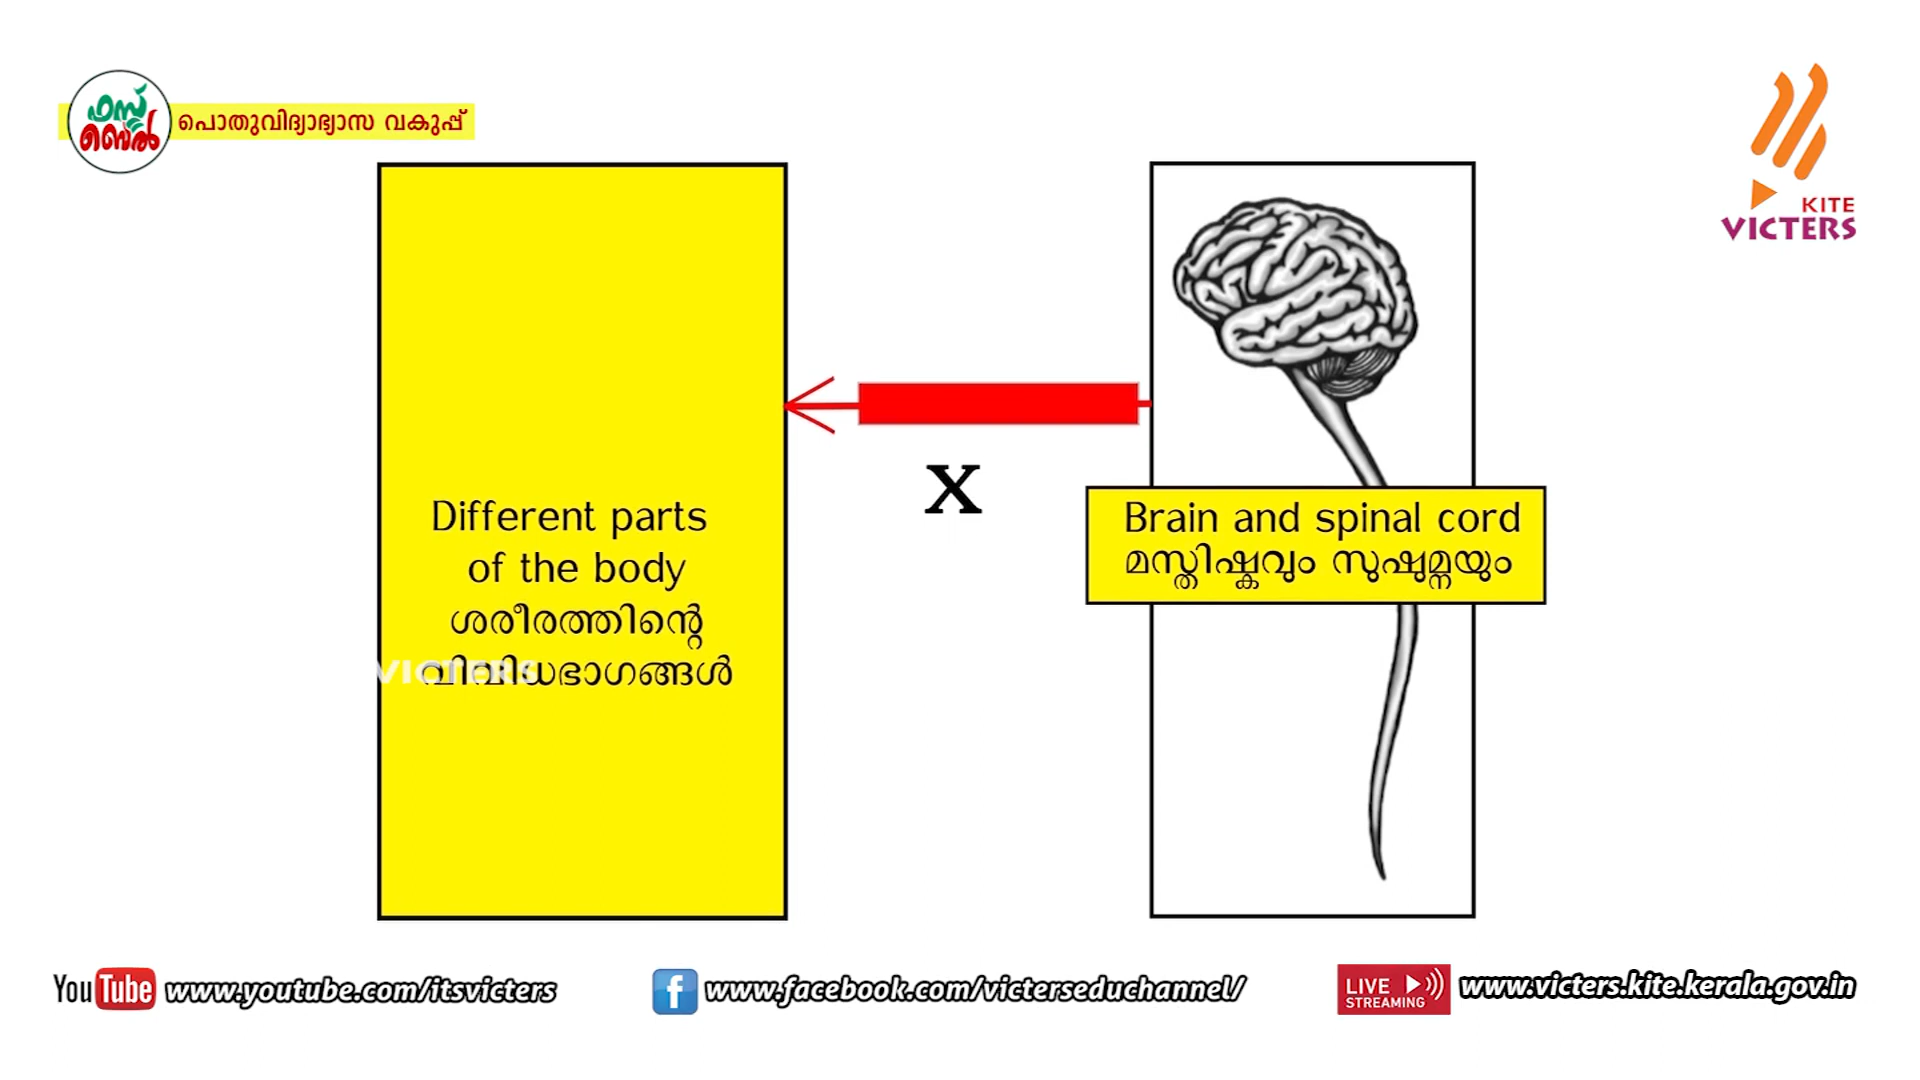 ഫസ്റ്റ്
ബെൽ
പൊതുവിദ്യാഭ്യാസ വകുപ്പ്
KITE
VICTERS
Different parts
of the body
ശരീരത്തിന്റെ
വിവിധഭാഗങ്ങൾ
VICTERS
X
Brain and spinal cord
മസ്തിഷ്കവും സുഷുമ്നയും
YouTube www.youtube.com/itsvicters
f www.facebook.com/victerseduchannel/
LIVE
STREAMING
www.victers.kite.kerala.gov.in